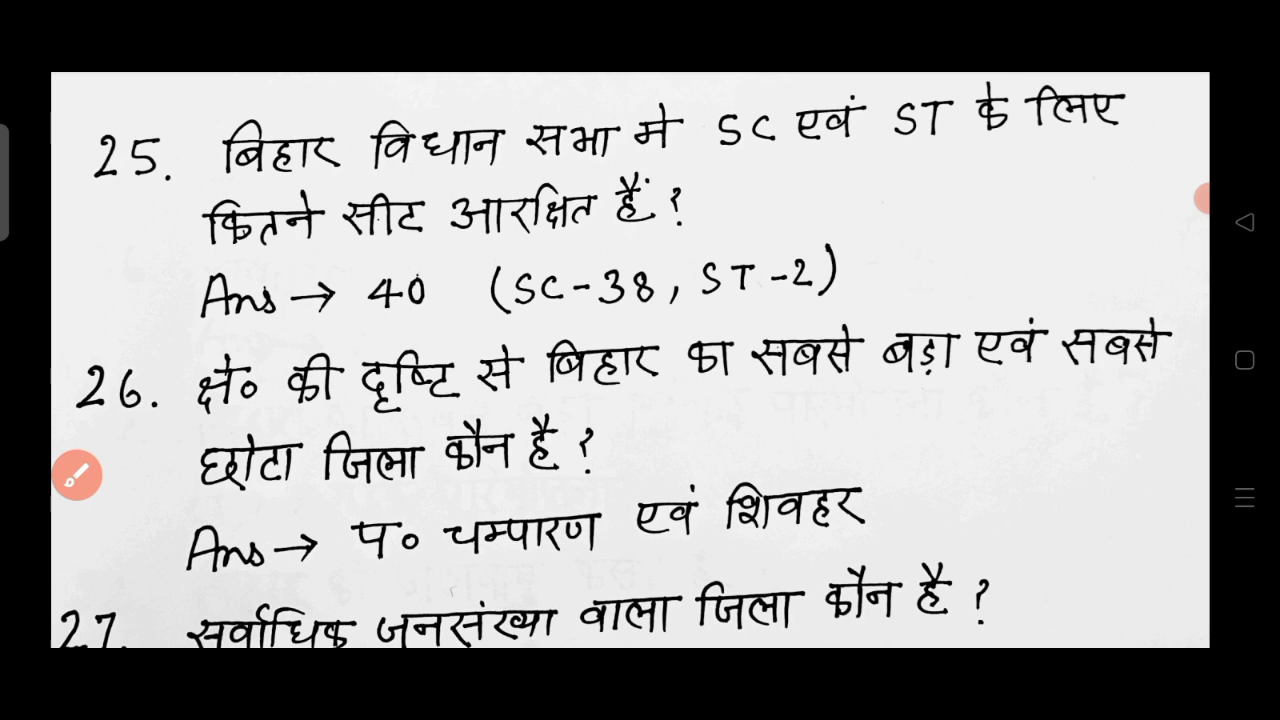 25. बिहार विधान सभा मे SC एवं ST के लिए
कितने सीट आरक्षित हैं ?
Ans → 40 (SC-38, ST-2)
26. क्षे० की दृष्टि से बिहार का सबसे बड़ा एवं सबसे
छोटा जिला कौन है ?
Ans → प० चम्पारण एवं शिवहर
27. सर्वाधिक जनसंख्या वाला जिला कौन है ?